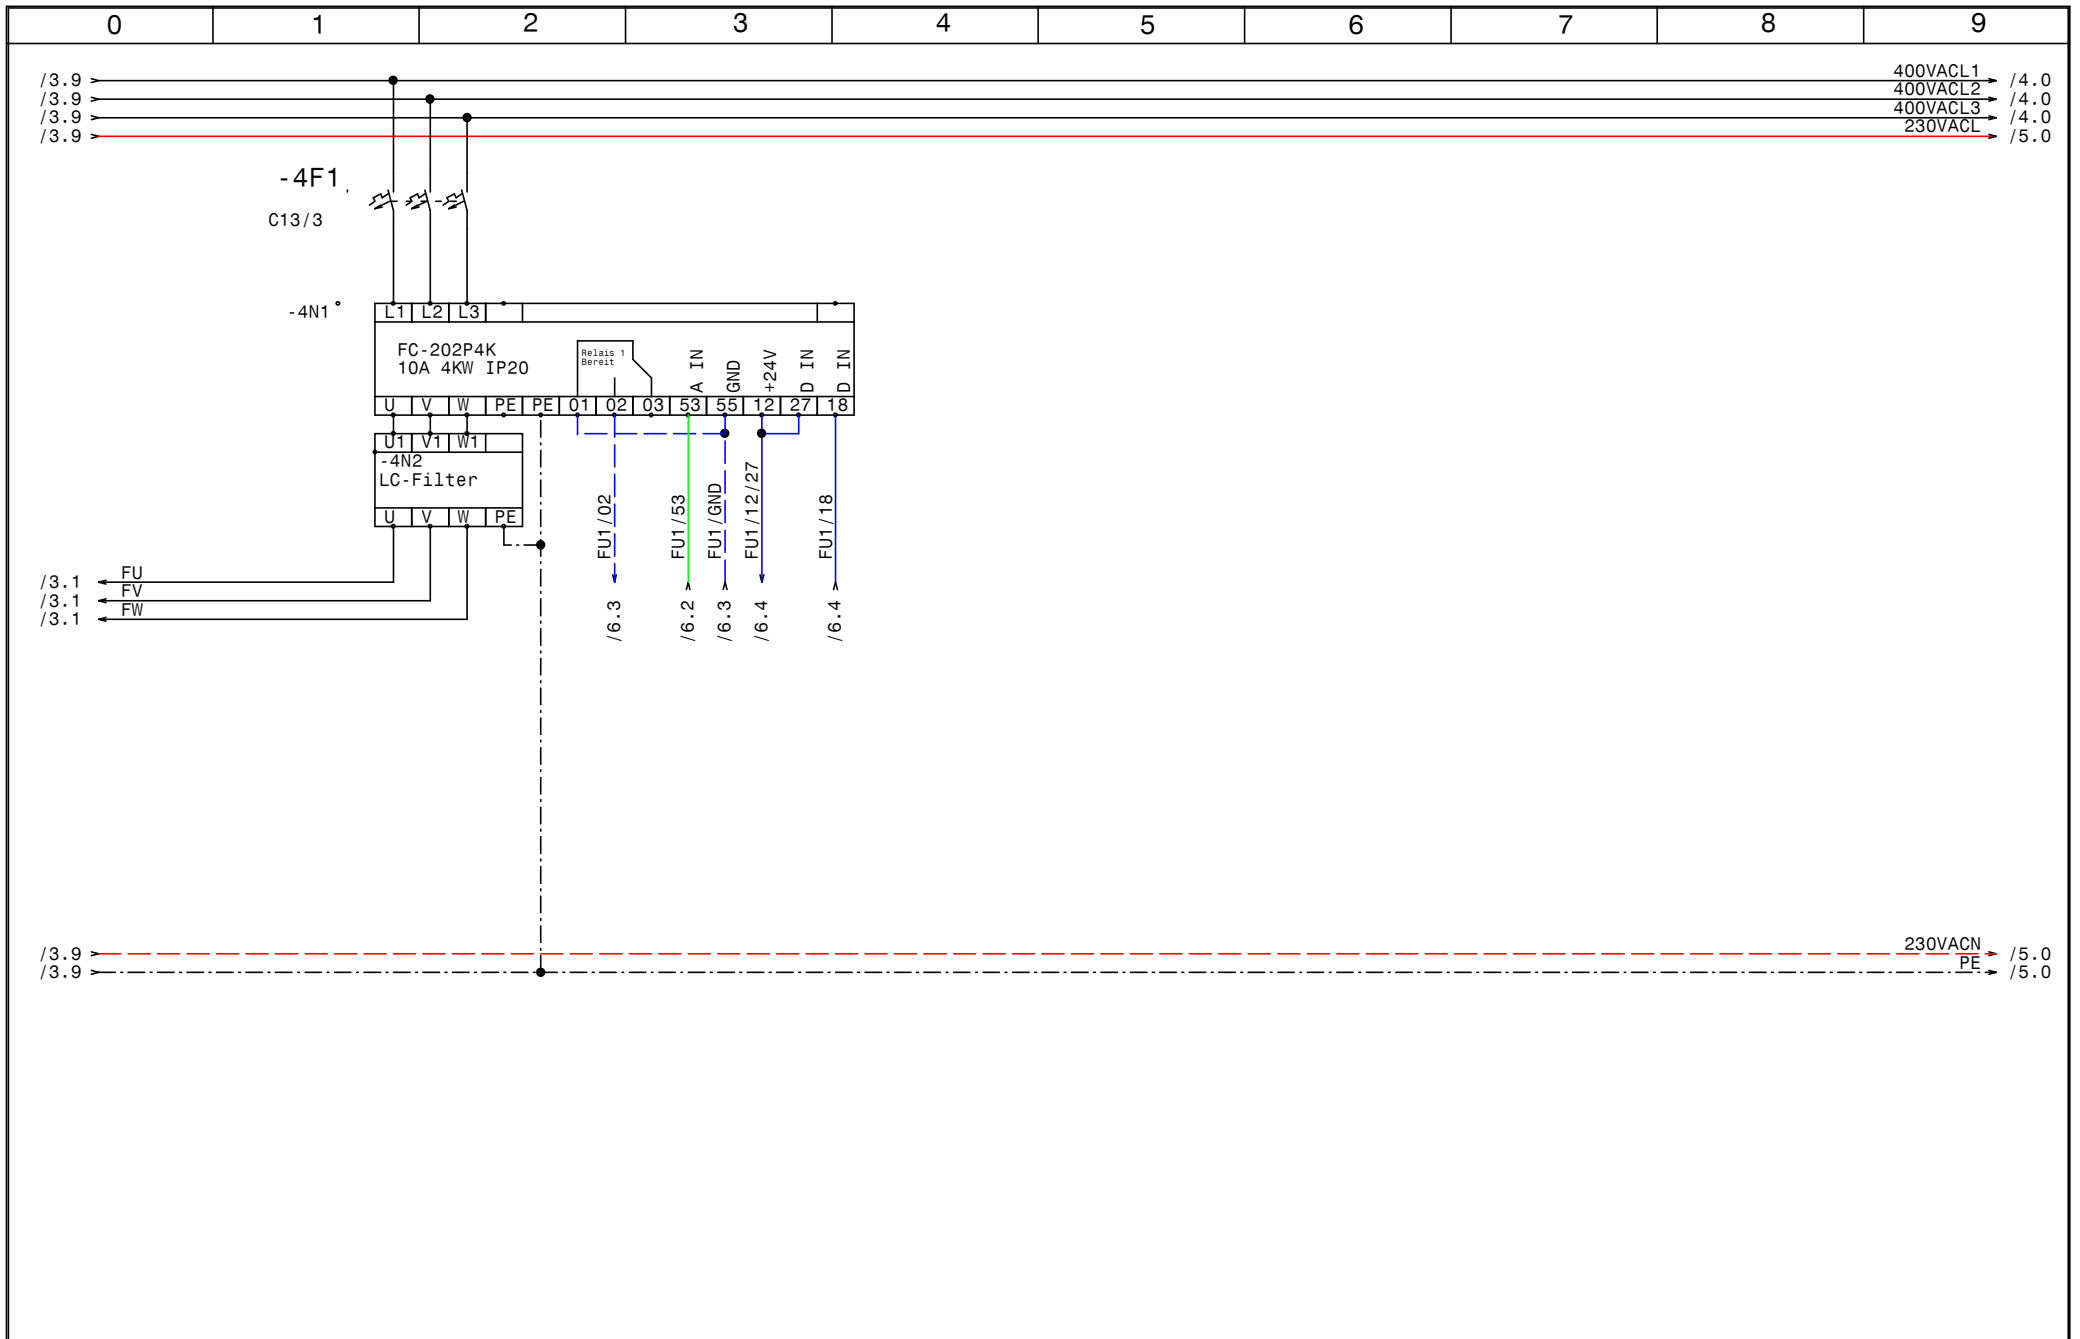 0 1 2 3 4 5 6 7 8 9
/3.9 400VACL1 /4.0
/3.9 400VACL2 /4.0
/3.9 400VACL3 /4.0
/3.9 230VACL /5.0
-4F1
C13/3
-4N1
L1 L2 L3
FC-202P4K
10A 4KW IP20
Relais 1
Bereit
A IN
GND
+24V
D IN
D IN
U V W PE PE 01 02 03 53 55 12 27 18
U1 V1 W1
-4N2
LC-Filter
U V W PE
FU1/02
FU1/53
FU1/GND
FU1/12/27
FU1/18
/3.1 FU
/3.1 FV
/3.1 FW
/6.3
/6.2
/6.3
/6.4
/6.4
/3.9 230VACN /5.0
/3.9 PE /5.0